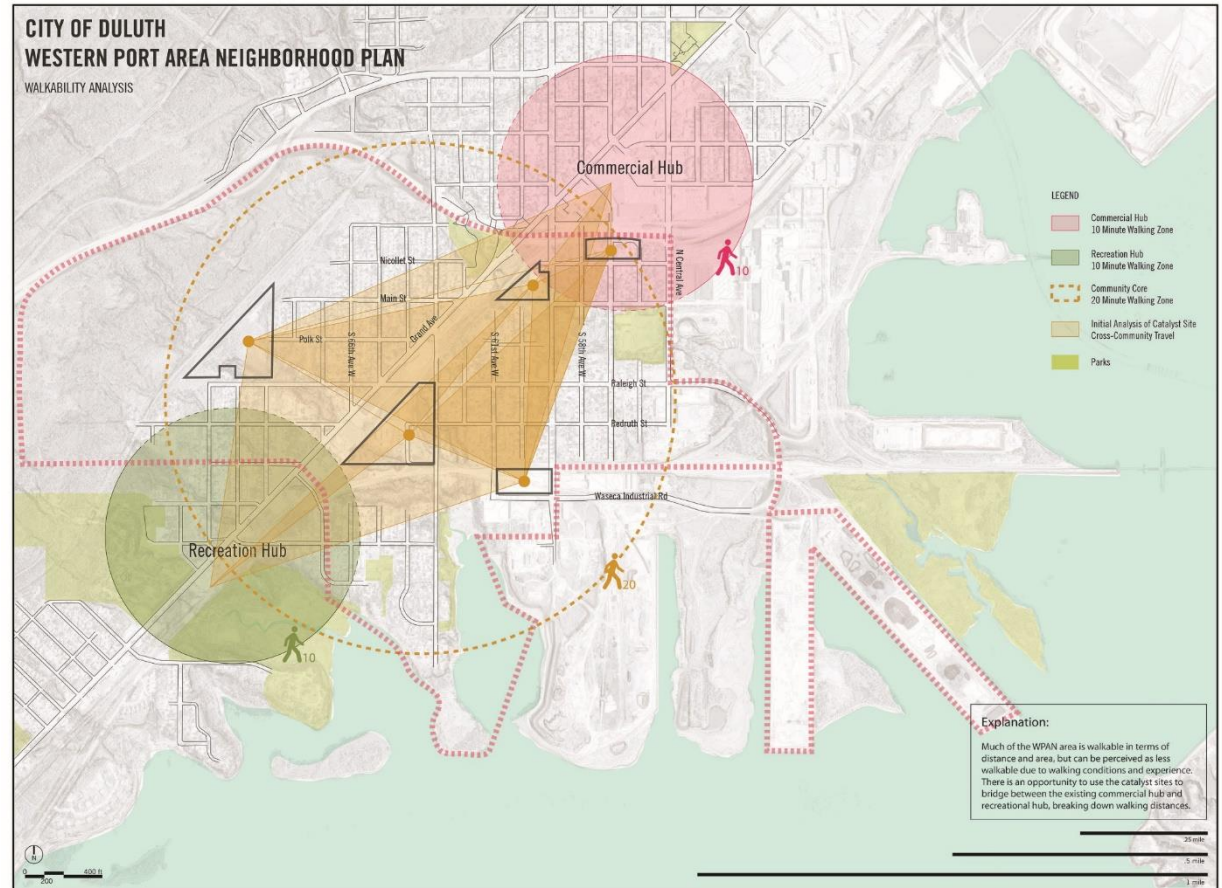 CITY OF DULUTH
WESTERN PORT AREA NEIGHBORHOOD PLAN
WALKABILITY ANALYSIS
Commercial Hub
10
N Central Ave
Nicollet St
Main St
Grand Ave
Polk St
S 66th Ave W
S 61st Ave W
S 58th Ave W
Raleigh St
Redruth St
Waseca Industrial Rd
Recreation Hub
20
10
LEGEND
Commercial Hub
10 Minute Walking Zone
Recreation Hub
10 Minute Walking Zone
Community Core
20 Minute Walking Zone
Initial Analysis of Catalyst Site
Cross-Community Travel
Parks
Explanation:
Much of the WPAN area is walkable in terms of
distance and area, but can be perceived as less
walkable due to walking conditions and experience.
There is an opportunity to use the catalyst sites to
bridge between the existing commercial hub and
recreational hub, breaking down walking distances.
N
0
200
400 ft
.25 mile
.5 mile
1 mile